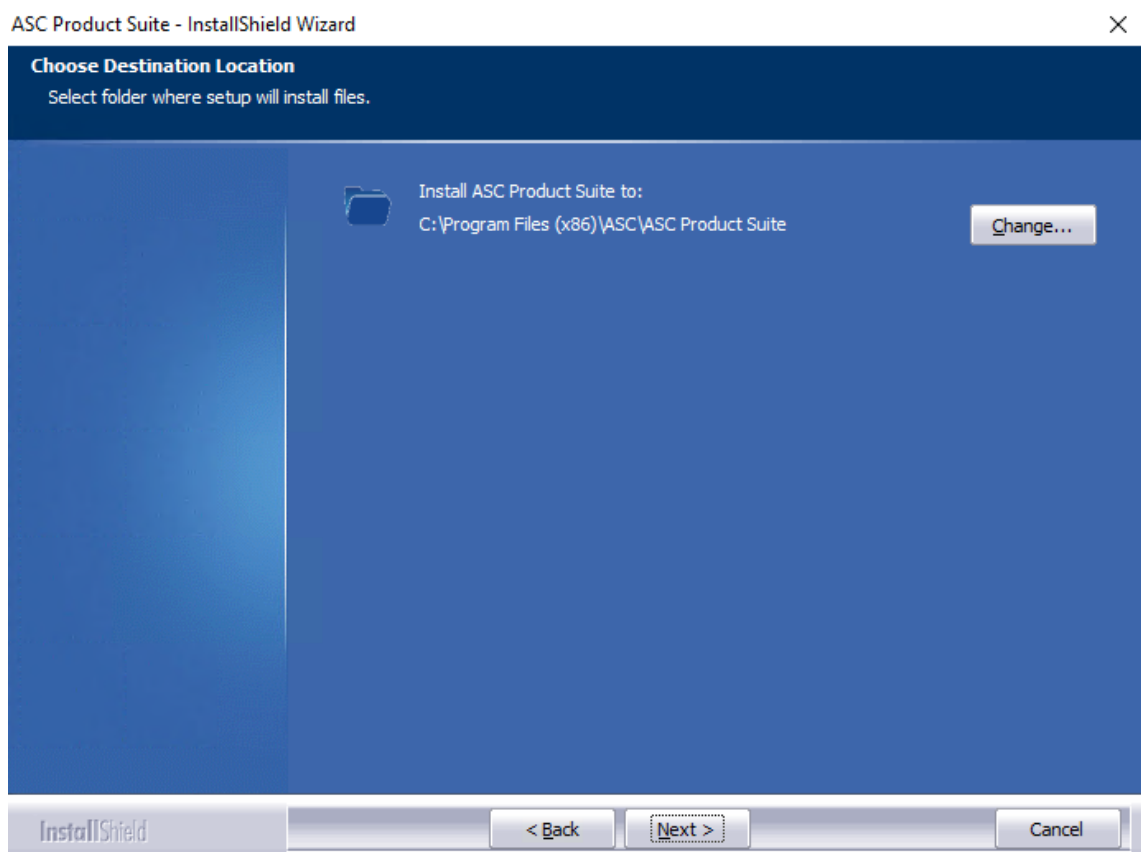 ASC Product Suite - InstallShield Wizard
Choose Destination Location
Select folder where setup will install files.
Install ASC Product Suite to:
C:\Program Files (x86)\ASC\ASC Product Suite
Change...
InstallShield
< Back
Next >
Cancel